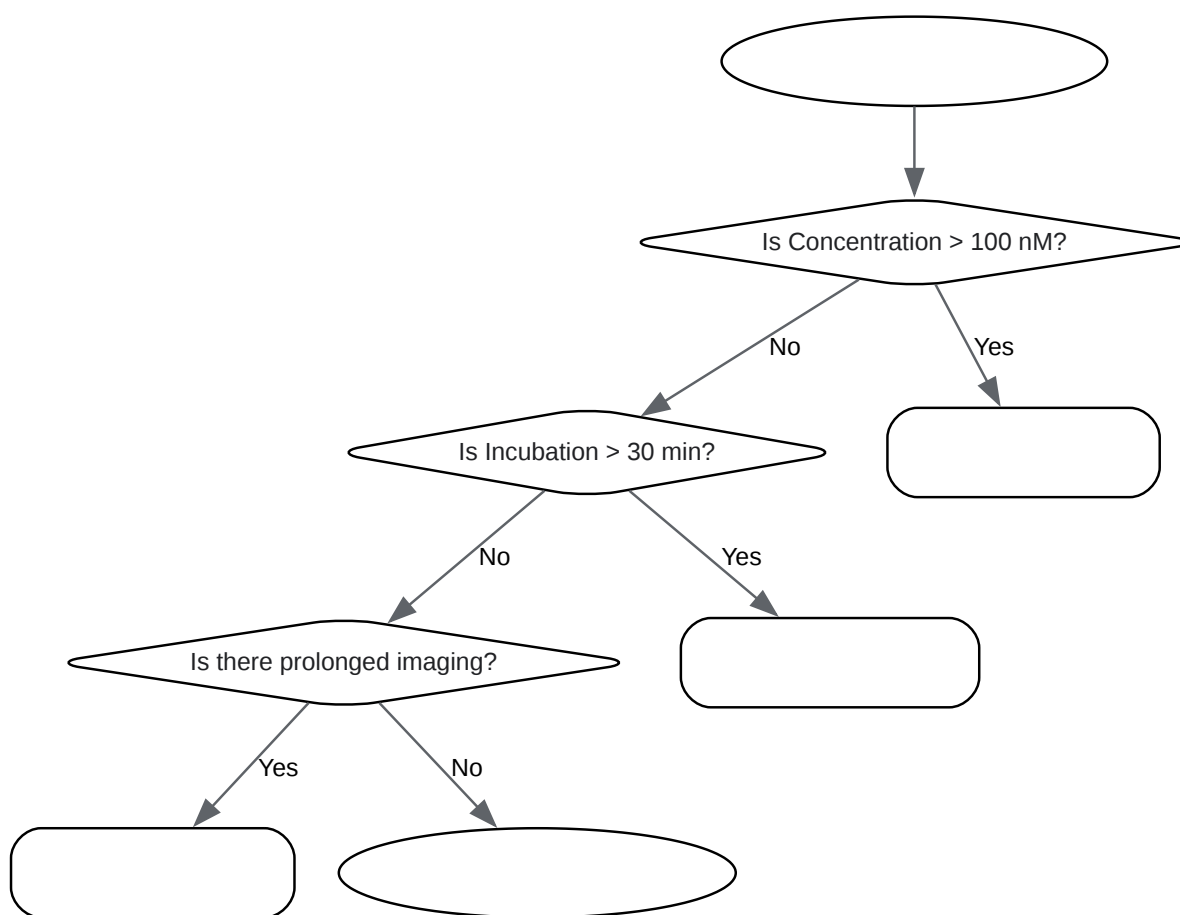 Is Concentration > 100 nM?
No
Yes
Is Incubation > 30 min?
No
Yes
Is there prolonged imaging?
Yes
No